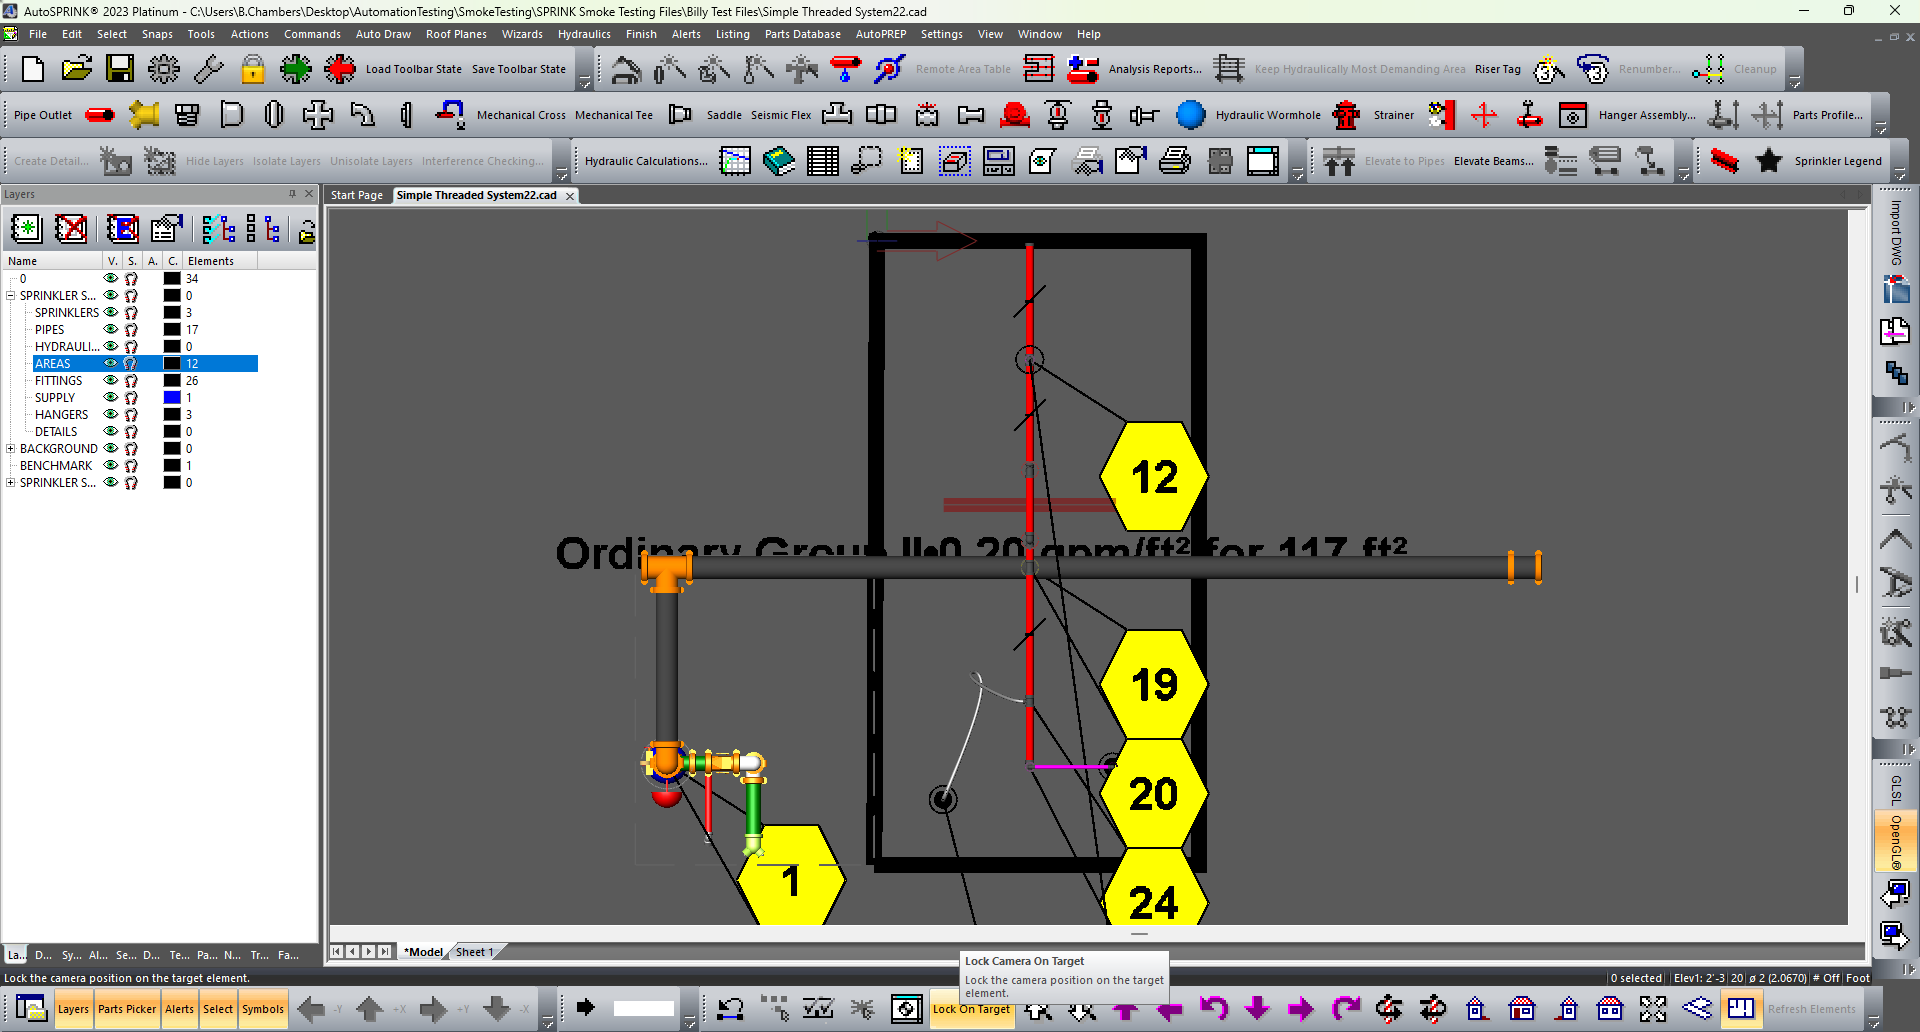 AutoSPRINK® 2023 Platinum - C:\Users\B.Chambers\Desktop\AutomationTesting\SmokeTesting\SPRINK Smoke Testing Files\Billy Test Files\Simple Threaded System22.cad
File Edit Select Snaps Tools Actions Commands Auto Draw Roof Planes Wizards Hydraulics Finish Alerts Listing Parts Database AutoPREP Settings View Window Help
Load Toolbar State Save Toolbar State Remote Area Table Analysis Reports... Keep Hydraulically Most Demanding Area Riser Tag Renumber... Cleanup
Pipe Outlet Mechanical Cross Mechanical Tee Saddle Seismic Flex Hydraulic Wormhole Strainer Hanger Assembly... Parts Profile...
Create Detail... Hide Layers Isolate Layers Unisolate Layers Interference Checking... Hydraulic Calculations... Elevate to Pipes Elevate Beams... Sprinkler Legend
Layers
Start Page Simple Threaded System22.cad
Name V. S. A. C. Elements
0 34
SPRINKLER S... 0
SPRINKLERS 3
PIPES 17
HYDRAULI... 0
AREAS 12
FITTINGS 26
SUPPLY 1
HANGERS 3
DETAILS 0
BACKGROUND 0
BENCHMARK 1
SPRINKLER S... 0
12
Ordinary Group II•0.20 gpm/ft² for 117 ft²
19
20
1
24
Import DWG
GLSL
OpenGL®
La... D... Sy... Al... Se... D... Te... Pa... N... Tr... Fa...
*Model Sheet 1
Lock Camera On Target
Lock the camera position on the target
element.
Lock the camera position on the target element.
0 selected Elev1: 2'-3 20 ø 2 (2.0670) # Off Foot
Layers Parts Picker Alerts Select Symbols -Y +X +Y -X Lock On Target Refresh Elements